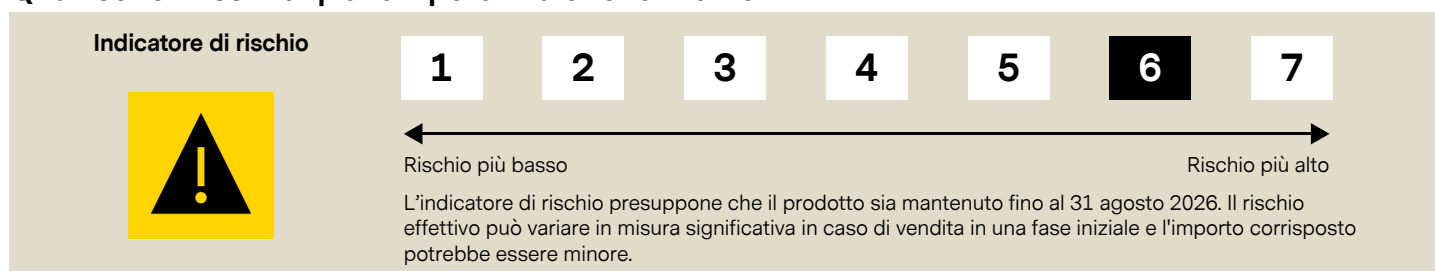 Indicatore di rischio
1 2 3 4 5 6 7
Rischio più basso Rischio più alto
L'indicatore di rischio presuppone che il prodotto sia mantenuto fino al 31 agosto 2026. Il rischio
effettivo può variare in misura significativa in caso di vendita in una fase iniziale e l'importo corrisposto
potrebbe essere minore.